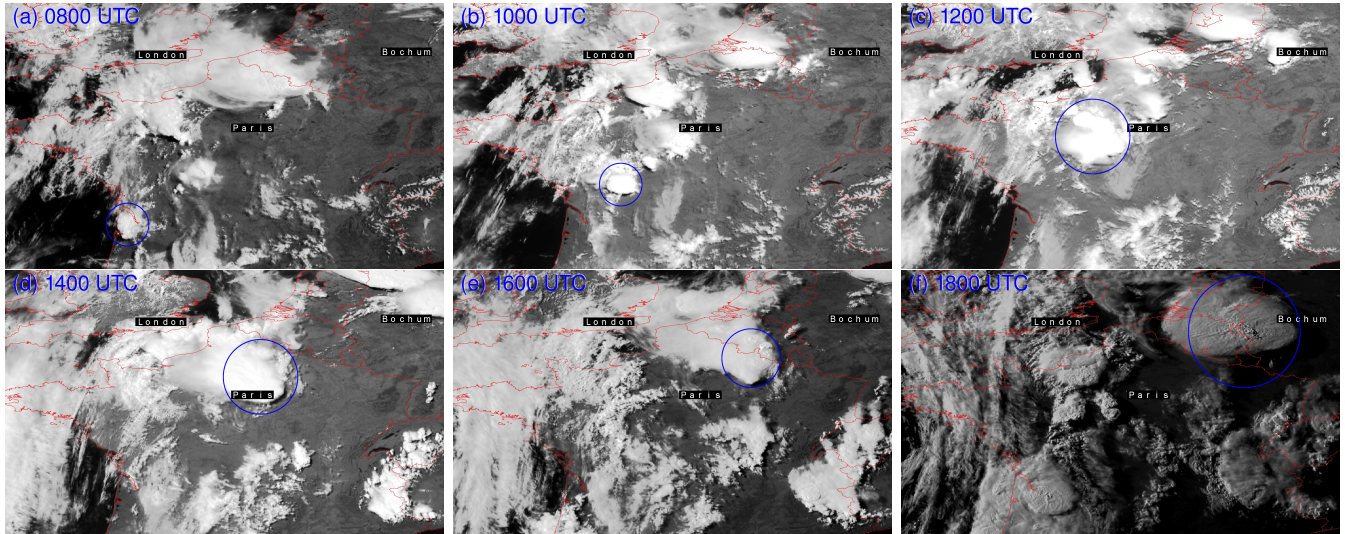 (a) 0800 UTC
London
Bochum
Paris
(b) 1000 UTC
London
Bochum
Paris
(c) 1200 UTC
London
Bochum
Paris
(d) 1400 UTC
London
Bochum
Paris
(e) 1600 UTC
London
Bochum
Paris
(f) 1800 UTC
London
Bochum
Paris